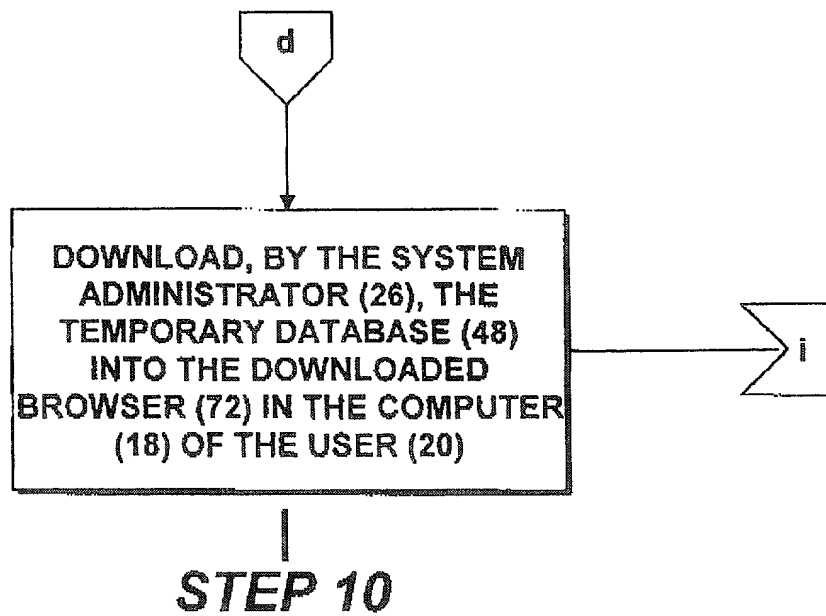 d
DOWNLOAD, BY THE SYSTEM
ADMINISTRATOR (26), THE
TEMPORARY DATABASE (48)
INTO THE DOWNLOADED
BROWSER (72) IN THE COMPUTER
(18) OF THE USER (20)
i
STEP 10